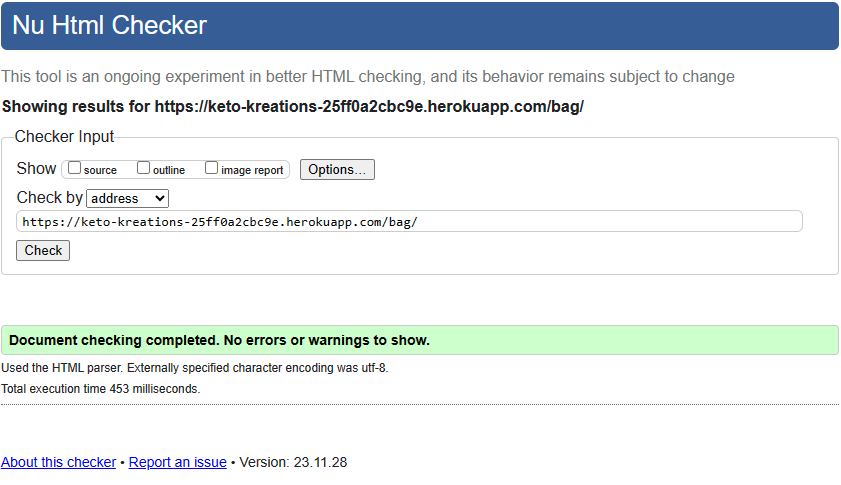 Nu Html Checker
This tool is an ongoing experiment in better HTML checking, and its behavior remains subject to change
Showing results for https://keto-kreations-25ff0a2cbc9e.herokuapp.com/bag/
Checker Input
Show source outline image report Options...
Check by address
https://keto-kreations-25ff0a2cbc9e.herokuapp.com/bag/
Check
Document checking completed. No errors or warnings to show.
Used the HTML parser. Externally specified character encoding was utf-8.
Total execution time 453 milliseconds.
About this checker • Report an issue • Version: 23.11.28